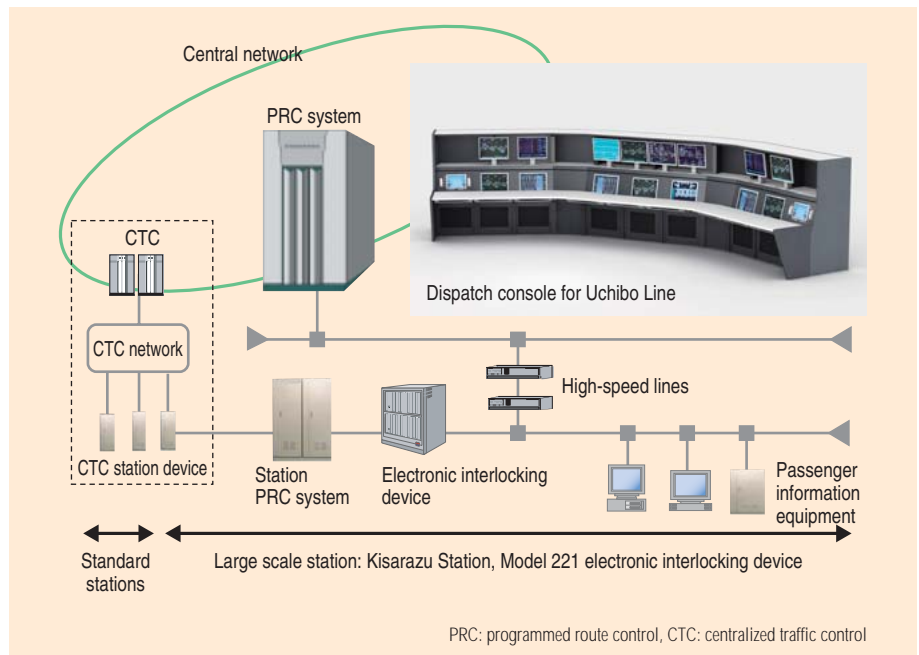 Central network
PRC system
CTC
Dispatch console for Uchibo Line
CTC network
High-speed lines
CTC station device
Station
PRC system
Electronic interlocking
device
Passenger
information
equipment
Standard
stations
Large scale station: Kisarazu Station, Model 221 electronic interlocking device
PRC: programmed route control, CTC: centralized traffic control